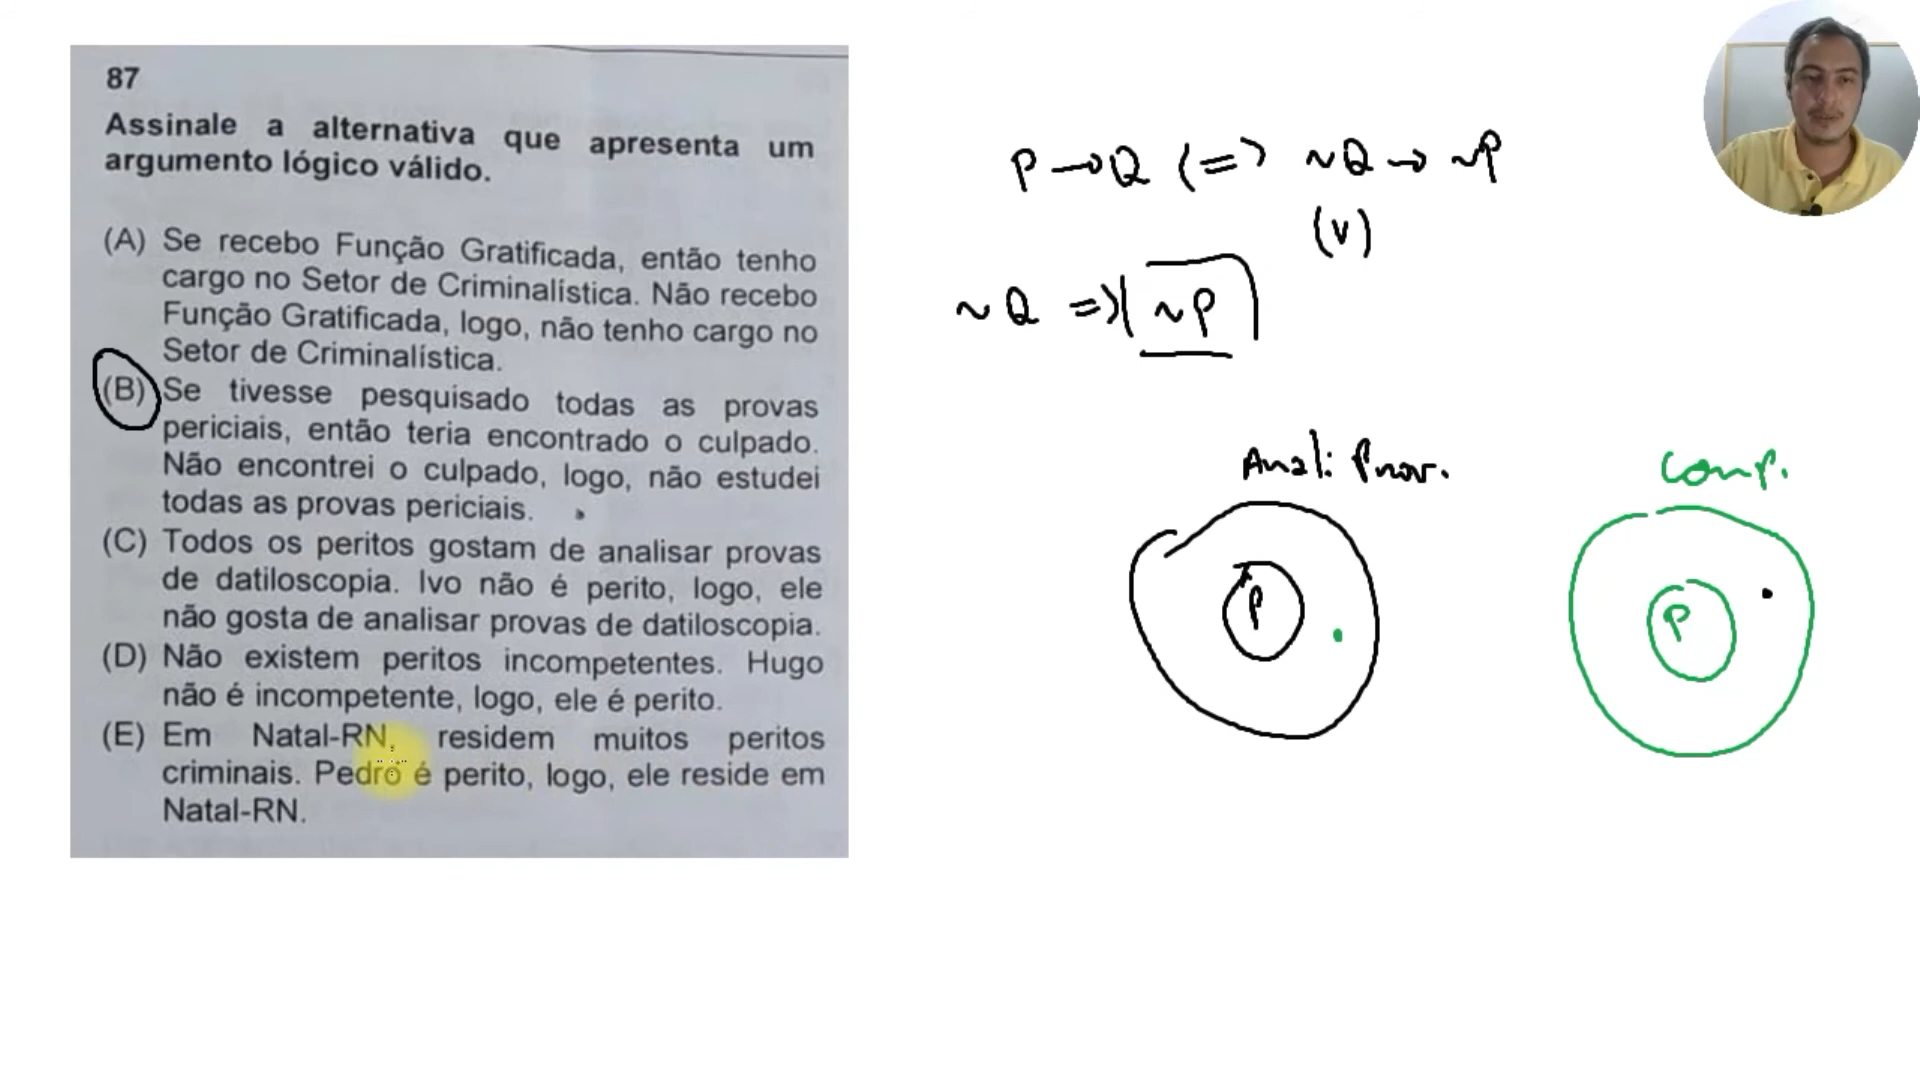 87
Assinale a alternativa que apresenta um
argumento lógico válido.
(A) Se recebo Função Gratificada, então tenho
cargo no Setor de Criminalística. Não recebo
Função Gratificada, logo, não tenho cargo no
Setor de Criminalística.
(B) Se tivesse pesquisado todas as provas
periciais, então teria encontrado o culpado.
Não encontrei o culpado, logo, não estudei
todas as provas periciais.
(C) Todos os peritos gostam de analisar provas
de datiloscopia. Ivo não é perito, logo, ele
não gosta de analisar provas de datiloscopia.
(D) Não existem peritos incompetentes. Hugo
não é incompetente, logo, ele é perito.
(E) Em Natal-RN, residem muitos peritos
criminais. Pedro é perito, logo, ele reside em
Natal-RN.
P → Q (=> ~Q → ~P
(V)
~Q => ~P
Anali Prov.
P
Comp.
P